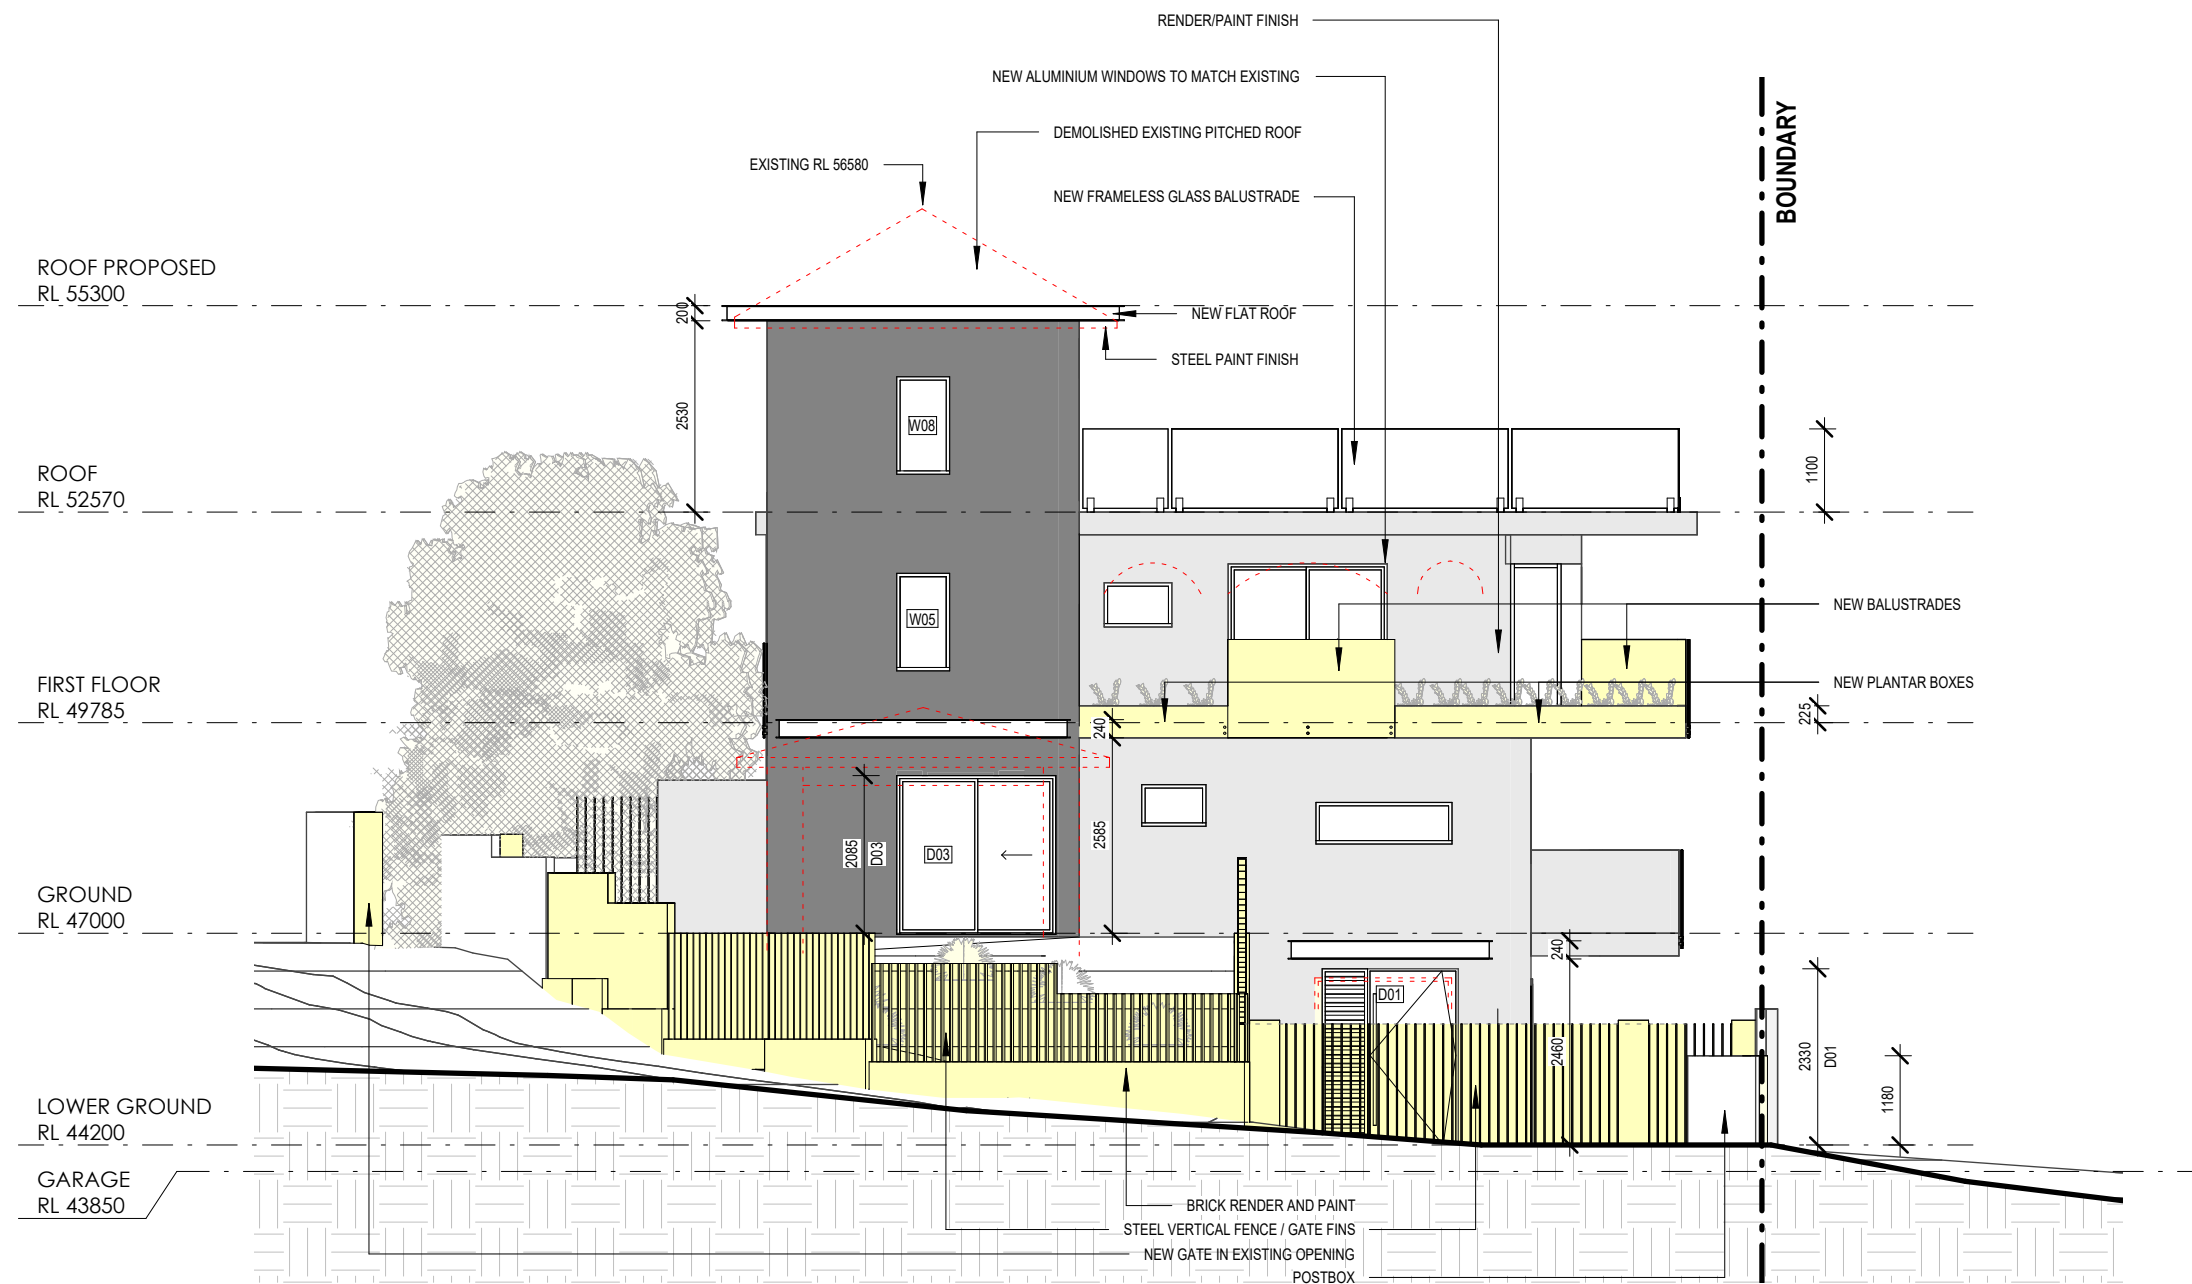 RENDER/PAINT FINISH
NEW ALUMINIUM WINDOWS TO MATCH EXISTING
DEMOLISHED EXISTING PITCHED ROOF
EXISTING RL 56580
NEW FRAMELESS GLASS BALUSTRADE
BOUNDARY
ROOF PROPOSED
RL 55300
200
NEW FLAT ROOF
STEEL PAINT FINISH
2530
W08
1100
ROOF
RL 52570
W05
NEW BALUSTRADES
FIRST FLOOR
RL 49785
NEW PLANTAR BOXES
240
225
2085
D03
D03
2585
GROUND
RL 47000
240
D01
2460
2330
D01
1180
LOWER GROUND
RL 44200
GARAGE
RL 43850
BRICK RENDER AND PAINT
STEEL VERTICAL FENCE / GATE FINS
NEW GATE IN EXISTING OPENING
POSTBOX